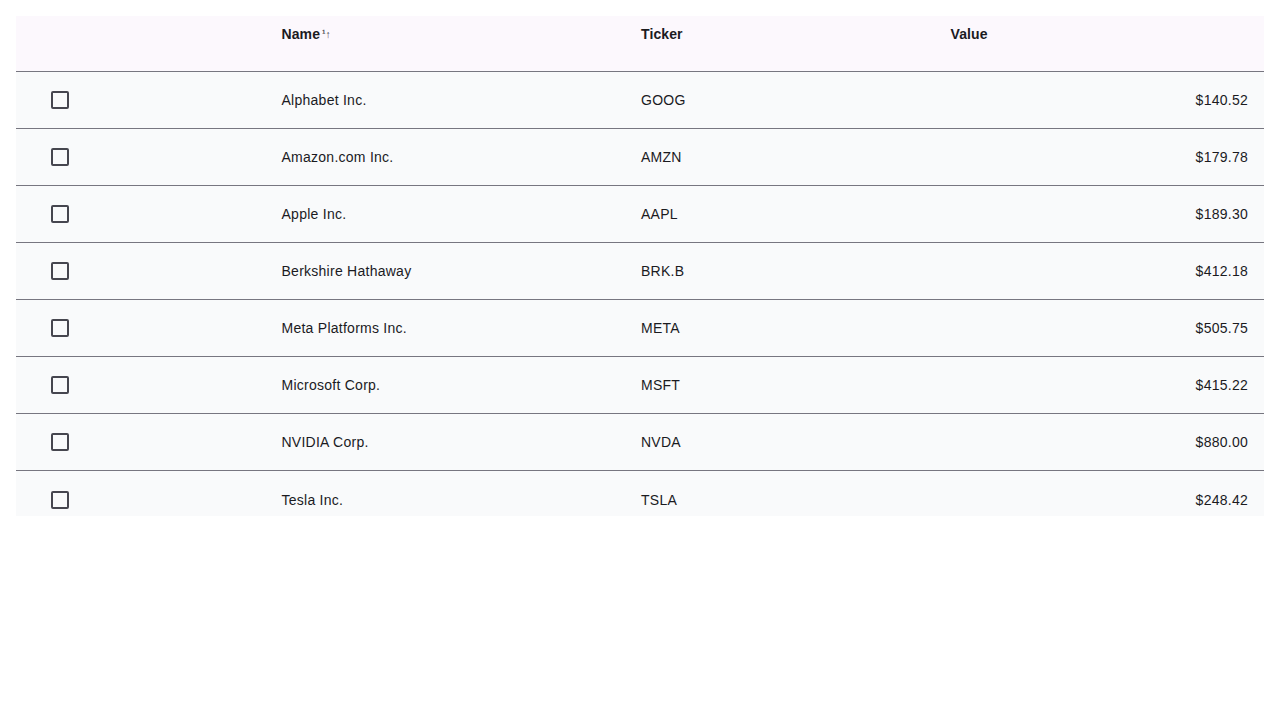 Name ¹↑ Ticker Value
Alphabet Inc. GOOG $140.52
Amazon.com Inc. AMZN $179.78
Apple Inc. AAPL $189.30
Berkshire Hathaway BRK.B $412.18
Meta Platforms Inc. META $505.75
Microsoft Corp. MSFT $415.22
NVIDIA Corp. NVDA $880.00
Tesla Inc. TSLA $248.42